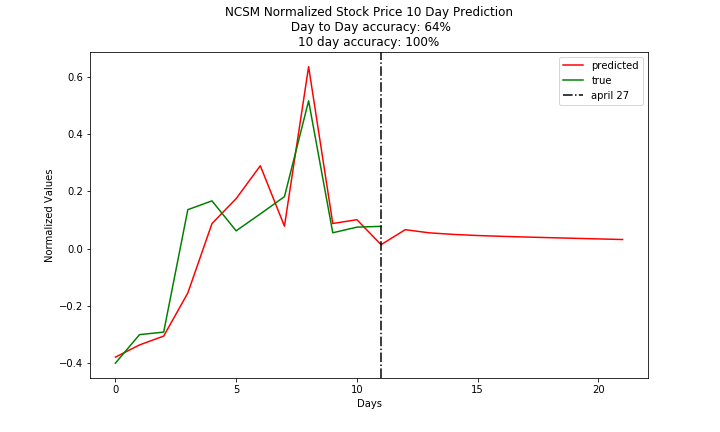 NCSM Normalized Stock Price 10 Day Prediction
Day to Day accuracy: 64%
10 day accuracy: 100%
predicted
true
april 27
Normalized Values
0.6
0.4
0.2
0.0
−0.2
−0.4
0 5 10 15 20
Days